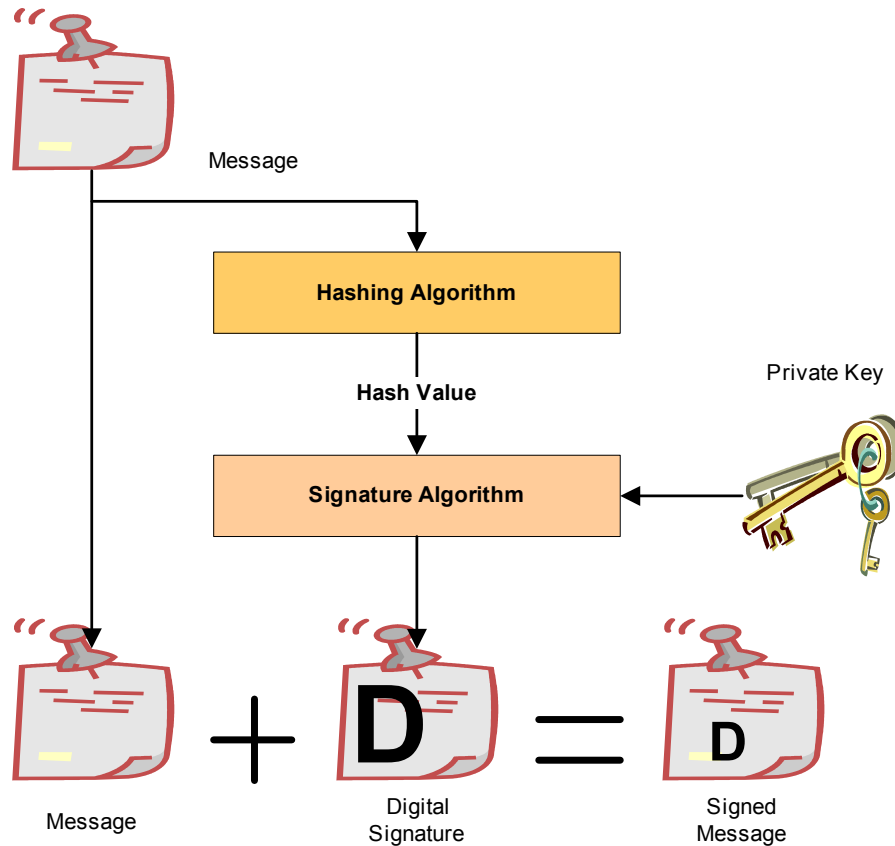 Message
Hashing Algorithm
Hash Value
Private Key
Signature Algorithm
D
D
Message
Digital
Signature
Signed
Message